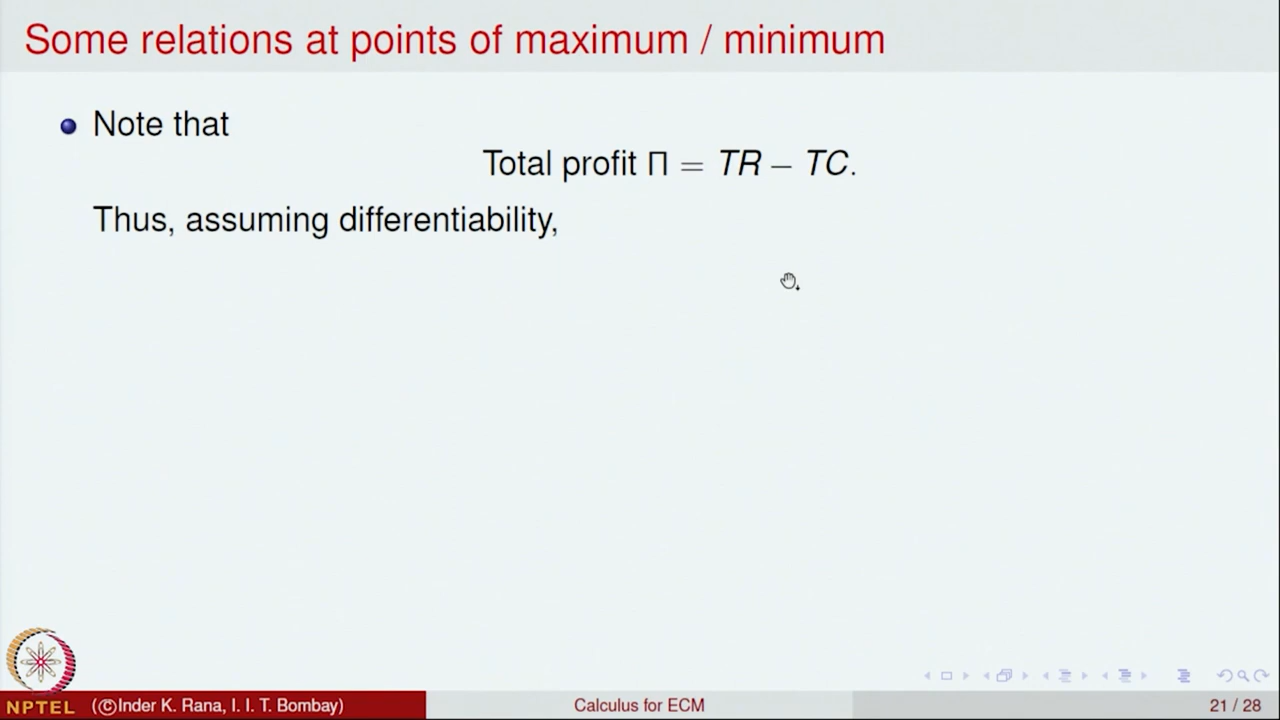 Some relations at points of maximum / minimum
Note that
Total profit Π = TR − TC.
Thus, assuming differentiability,
NPTEL
(©Inder K. Rana, I. I. T. Bombay)
Calculus for ECM
21 / 28